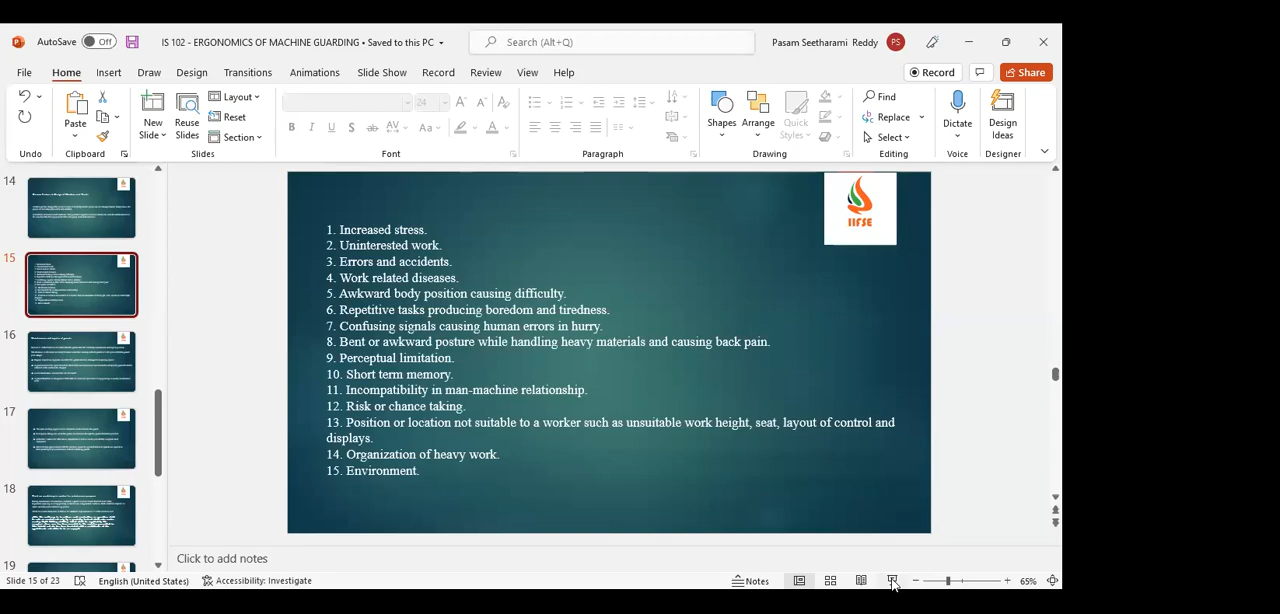 AutoSave Off IS 102 - ERGONOMICS OF MACHINE GUARDING • Saved to this PC Search (Alt+Q) Pasam Seetharami Reddy PS
File Home Insert Draw Design Transitions Animations Slide Show Record Review View Help Record Share
Paste New Slide Reuse Slides Layout Reset Section 24 Shapes Arrange Quick Styles Find Replace Select Dictate Design Ideas
Undo Clipboard Slides Font Paragraph Drawing Editing Voice Designer
14
15
16
17
18
19
IIFSE
1. Increased stress.
2. Uninterested work.
3. Errors and accidents.
4. Work related diseases.
5. Awkward body position causing difficulty.
6. Repetitive tasks producing boredom and tiredness.
7. Confusing signals causing human errors in hurry.
8. Bent or awkward posture while handling heavy materials and causing back pain.
9. Perceptual limitation.
10. Short term memory.
11. Incompatibility in man-machine relationship.
12. Risk or chance taking.
13. Position or location not suitable to a worker such as unsuitable work height, seat, layout of control and
displays.
14. Organization of heavy work.
15. Environment.
Click to add notes
Slide 15 of 23 English (United States) Accessibility: Investigate Notes 65%